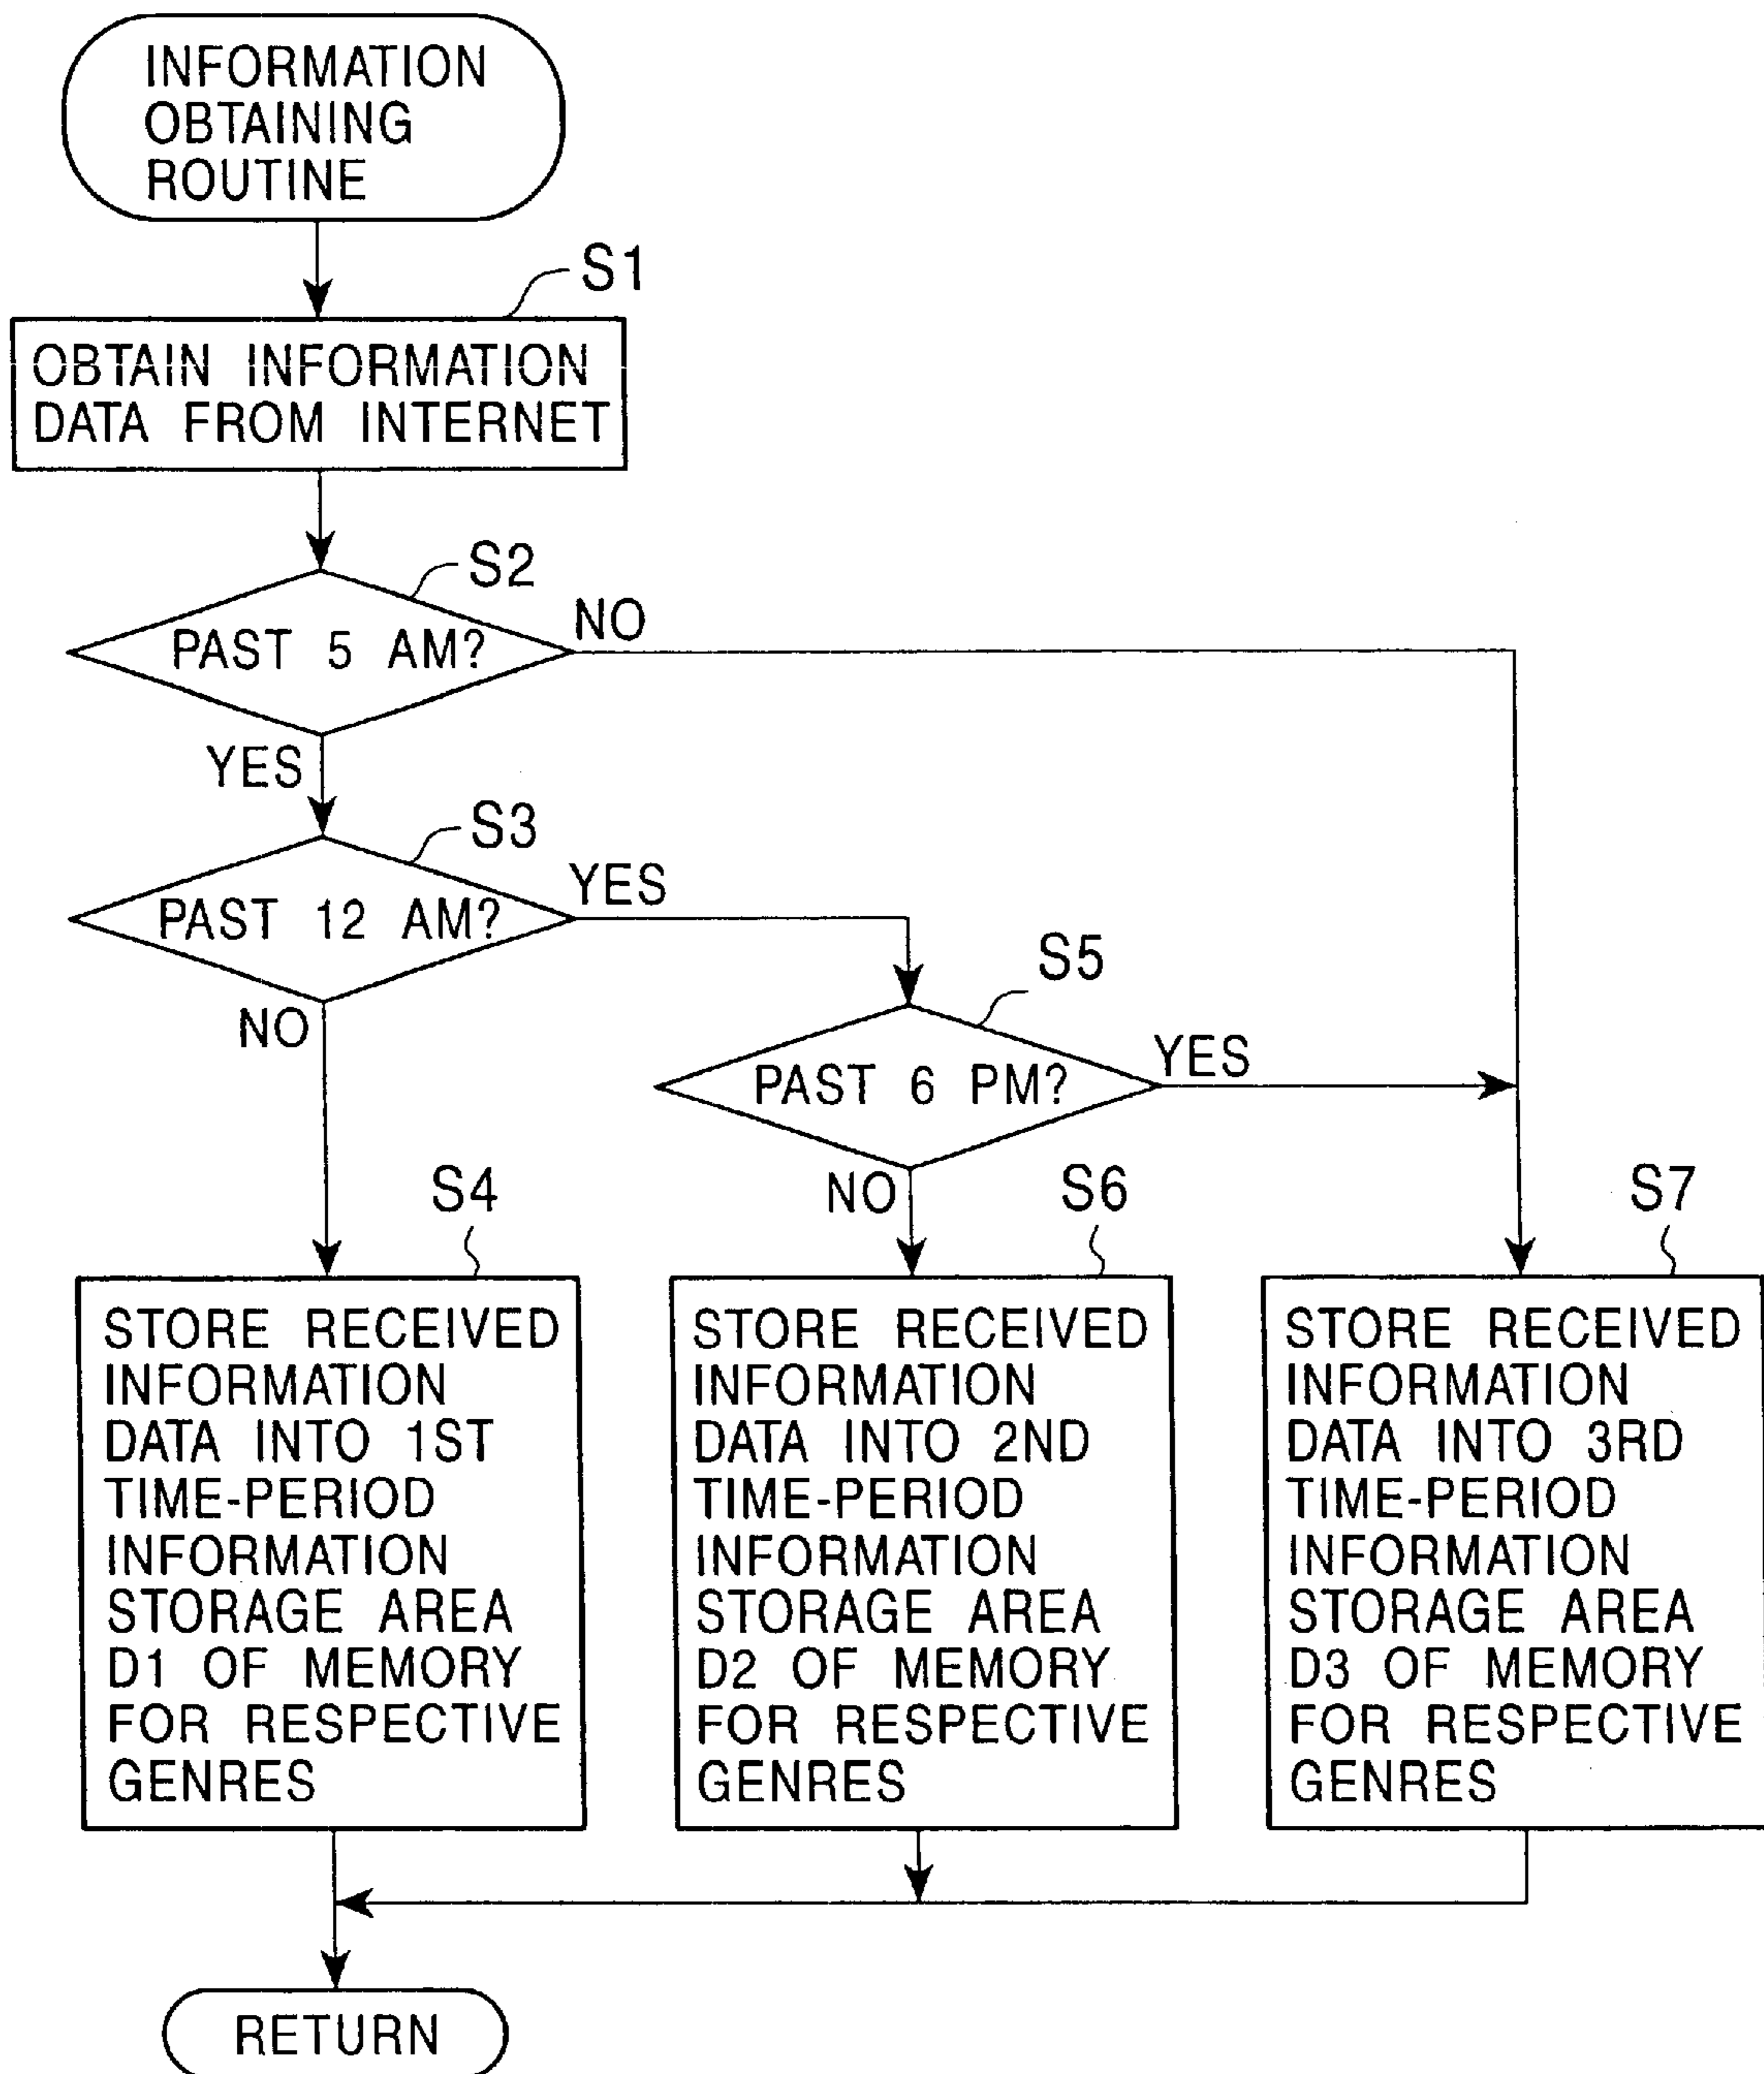 INFORMATION
OBTAINING
ROUTINE
S1
OBTAIN INFORMATION
DATA FROM INTERNET
S2
PAST 5 AM?
NO
YES
S3
PAST 12 AM?
YES
NO
S5
PAST 6 PM?
YES
NO
S4
STORE RECEIVED
INFORMATION
DATA INTO 1ST
TIME-PERIOD
INFORMATION
STORAGE AREA
D1 OF MEMORY
FOR RESPECTIVE
GENRES
S6
STORE RECEIVED
INFORMATION
DATA INTO 2ND
TIME-PERIOD
INFORMATION
STORAGE AREA
D2 OF MEMORY
FOR RESPECTIVE
GENRES
S7
STORE RECEIVED
INFORMATION
DATA INTO 3RD
TIME-PERIOD
INFORMATION
STORAGE AREA
D3 OF MEMORY
FOR RESPECTIVE
GENRES
RETURN